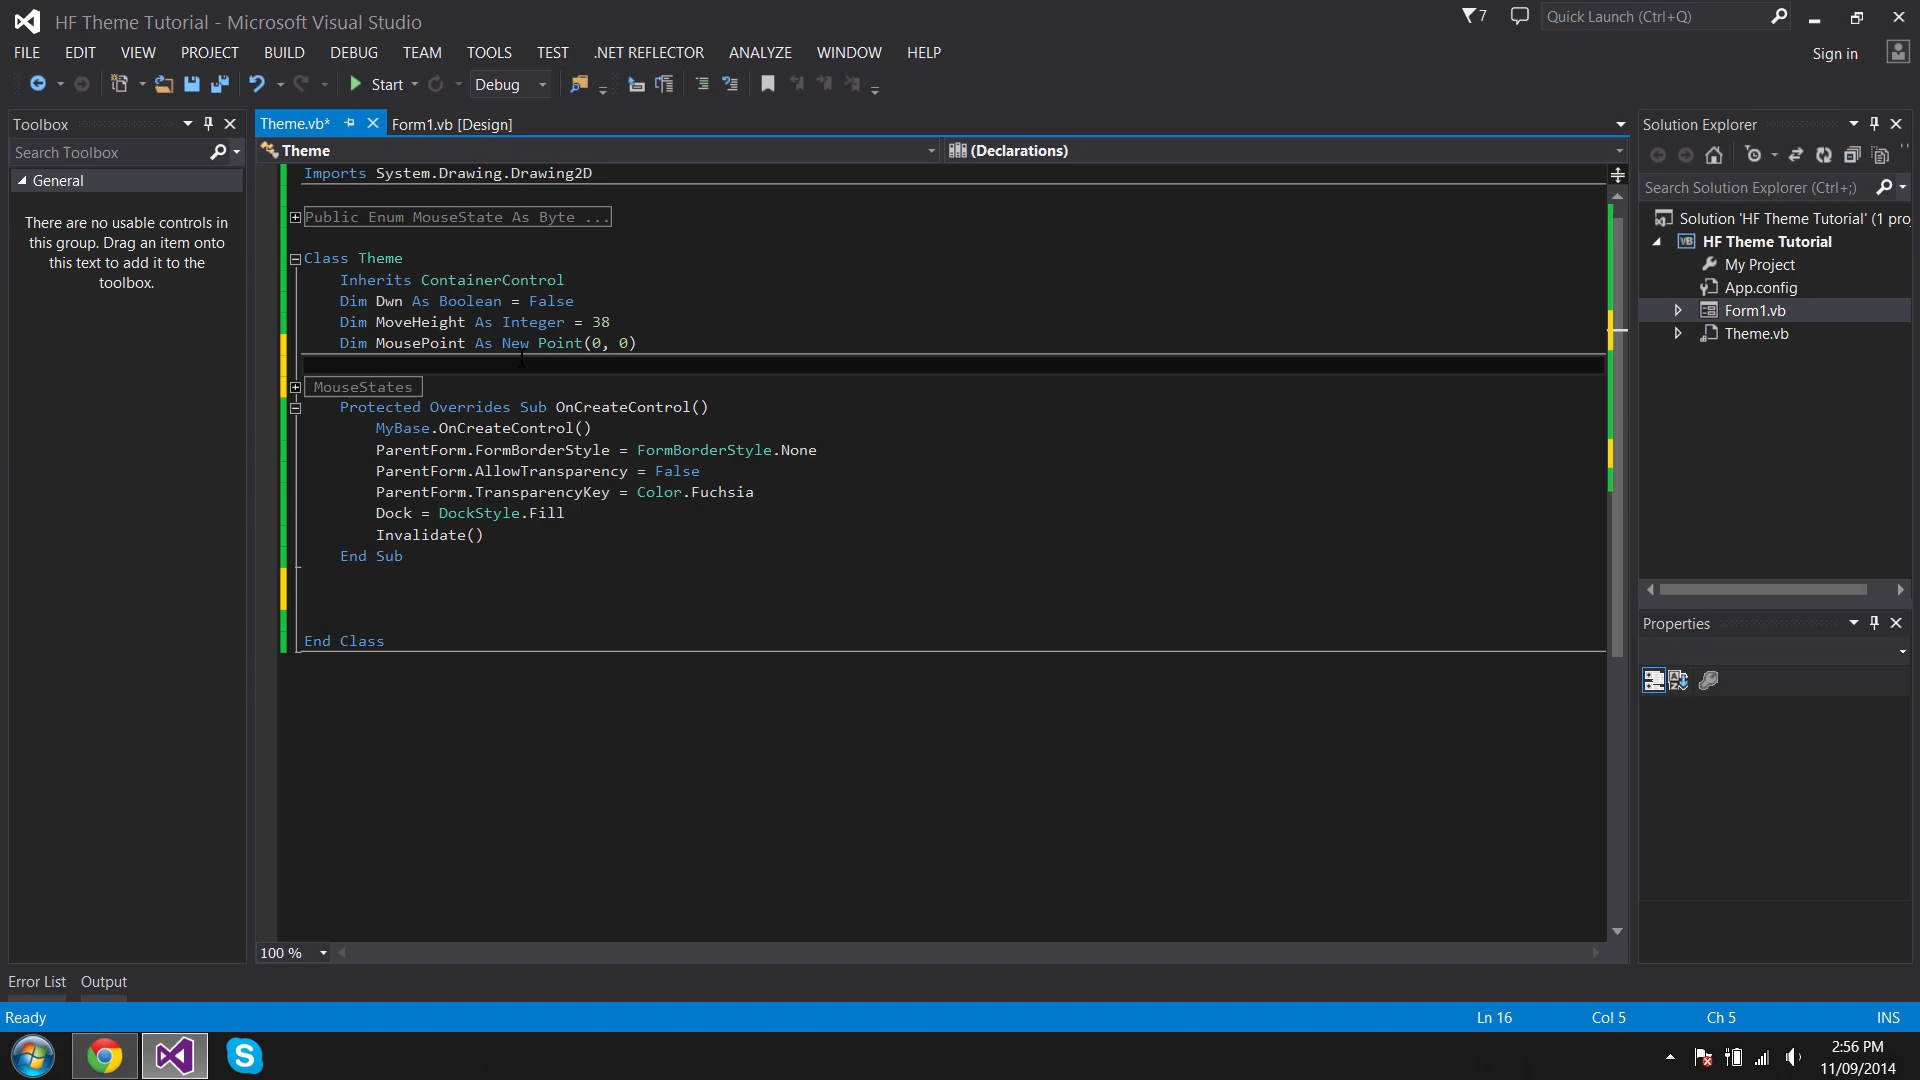 HF Theme Tutorial - Microsoft Visual Studio
7
Quick Launch (Ctrl+Q)
FILE EDIT VIEW PROJECT BUILD DEBUG TEAM TOOLS TEST .NET REFLECTOR ANALYZE WINDOW HELP
Sign in
Start Debug
Toolbox
Search Toolbox
General
There are no usable controls in
this group. Drag an item onto
this text to add it to the
toolbox.
Theme.vb* Form1.vb [Design]
Theme (Declarations)
Imports System.Drawing.Drawing2D
Public Enum MouseState As Byte ...
Class Theme
Inherits ContainerControl
Dim Dwn As Boolean = False
Dim MoveHeight As Integer = 38
Dim MousePoint As New Point(0, 0)
MouseStates
Protected Overrides Sub OnCreateControl()
MyBase.OnCreateControl()
ParentForm.FormBorderStyle = FormBorderStyle.None
ParentForm.AllowTransparency = False
ParentForm.TransparencyKey = Color.Fuchsia
Dock = DockStyle.Fill
Invalidate()
End Sub
End Class
100 %
Solution Explorer
Search Solution Explorer (Ctrl+;)
Solution 'HF Theme Tutorial' (1 pro
VB HF Theme Tutorial
My Project
App.config
Form1.vb
Theme.vb
Properties
Error List Output
Ready Ln 16 Col 5 Ch 5 INS
2:56 PM
11/09/2014